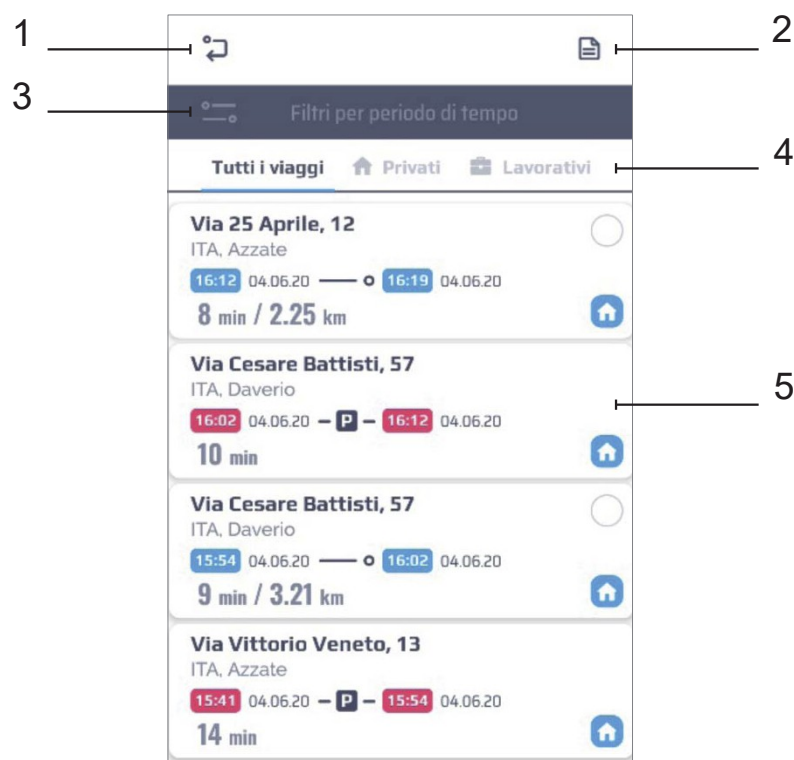 1
2
3
Filtri per periodo di tempo
4
Tutti i viaggi Privati Lavorativi
Via 25 Aprile, 12
ITA, Azzate
16:12 04.06.20 16:19 04.06.20
8 min / 2.25 km
Via Cesare Battisti, 57
5
ITA, Daverio
16:02 04.06.20 P 16:12 04.06.20
10 min
Via Cesare Battisti, 57
ITA, Daverio
15:54 04.06.20 16:02 04.06.20
9 min / 3.21 km
Via Vittorio Veneto, 13
ITA, Azzate
15:41 04.06.20 P 15:54 04.06.20
14 min